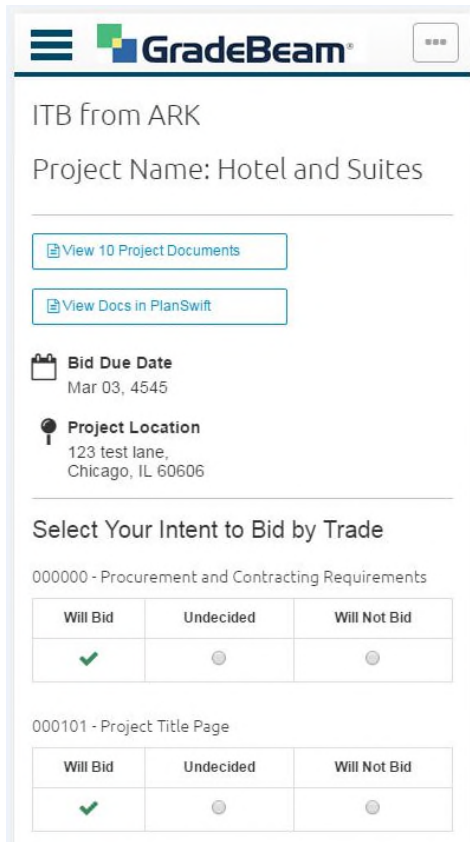 GradeBeam®
ITB from ARK
Project Name: Hotel and Suites
View 10 Project Documents
View Docs in PlanSwift
Bid Due Date
Mar 03, 4545
Project Location
123 test lane,
Chicago, IL 60606
Select Your Intent to Bid by Trade
000000 - Procurement and Contracting Requirements
Will Bid Undecided Will Not Bid
000101 - Project Title Page
Will Bid Undecided Will Not Bid